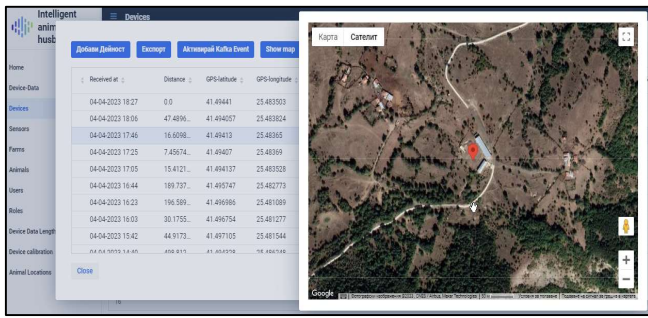 Intelligent
anim
husb
☰ Devices
Home
Device-Data
Devices
Sensors
Farms
Animals
Users
Roles
Device Data Length
Device calibration
Animal Locations
Добави Дейност Експорт Активирай Kafka Event Show map
Received at Distance GPS-latitude GPS-longitude
04-04-2023 18:27 0.0 41.49441 25.483503
04-04-2023 18:06 47.4896... 41.494057 25.483824
04-04-2023 17:46 16.6098... 41.49413 25.48365
04-04-2023 17:25 7.45674... 41.49407 25.48369
04-04-2023 17:05 15.4121... 41.494137 25.483528
04-04-2023 16:44 189.737... 41.495747 25.482773
04-04-2023 16:23 196.589... 41.496986 25.481089
04-04-2023 16:03 30.1755... 41.496754 25.481277
04-04-2023 15:42 44.9173... 41.497105 25.481544
Close
Карта Сателит
Google